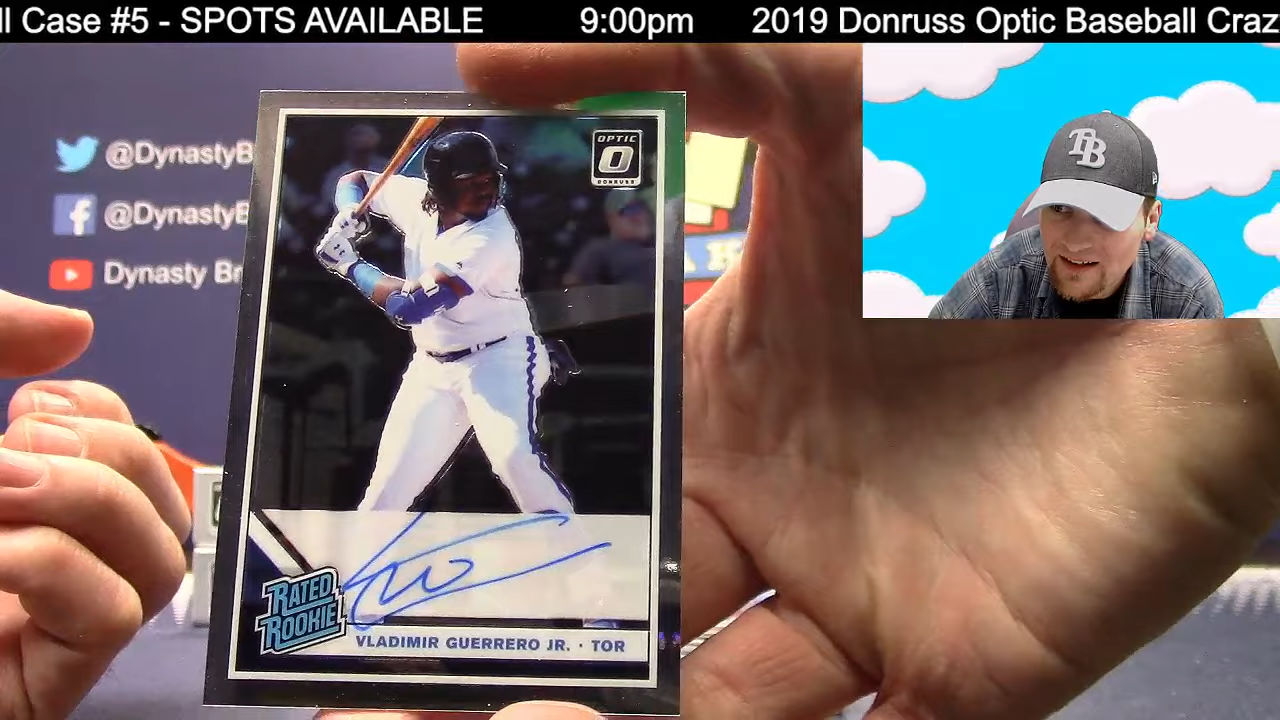 ll Case #5 - SPOTS AVAILABLE 9:00pm 2019 Donruss Optic Baseball Craz
@DynastyB
@DynastyB
Dynasty Br
OPTIC
DONRUSS
TB
RATED
ROOKIE
VLADIMIR GUERRERO JR. · TOR